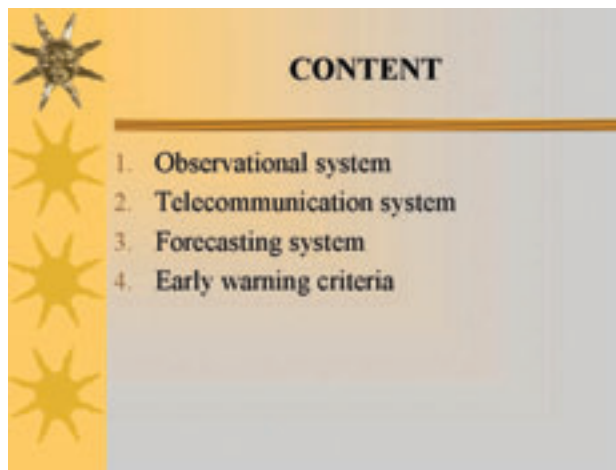 CONTENT
1. Observational system
2. Telecommunication system
3. Forecasting system
4. Early warning criteria